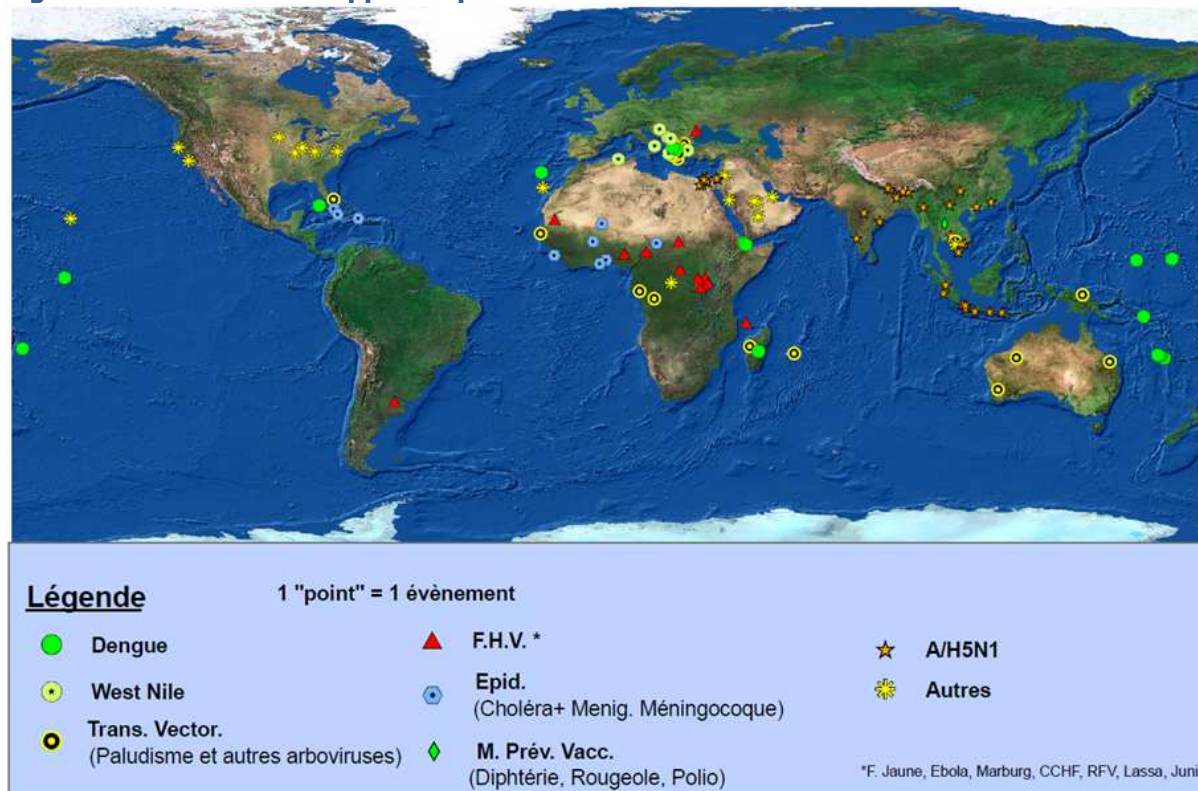 Légende
1 "point" = 1 évènement
Dengue
West Nile
Trans. Vector.
(Paludisme et autres arboviruses)
F.H.V. *
Epid.
(Choléra+ Menig. Méningocoque)
M. Prév. Vacc.
(Diphtérie, Rougeole, Polio)
A/H5N1
Autres
*F. Jaune, Ebola, Marburg, CCHF, RFV, Lassa, Juni